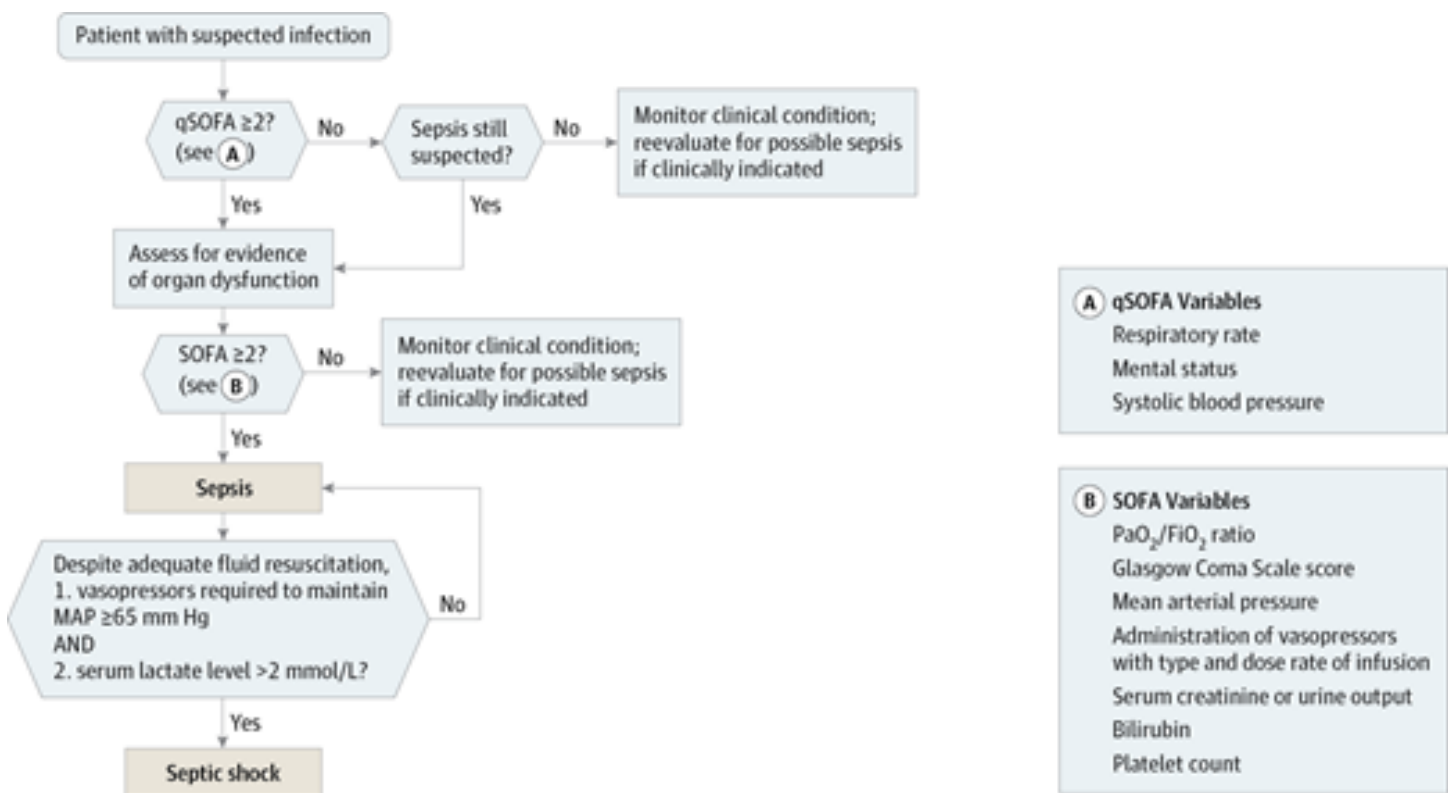 Patient with suspected infection
qSOFA ≥2?
(see A)
No
Sepsis still
suspected?
No
Monitor clinical condition;
reevaluate for possible sepsis
if clinically indicated
Yes
Yes
Assess for evidence
of organ dysfunction
SOFA ≥2?
(see B)
No
Monitor clinical condition;
reevaluate for possible sepsis
if clinically indicated
Yes
Sepsis
Despite adequate fluid resuscitation,
1. vasopressors required to maintain
MAP ≥65 mm Hg
AND
2. serum lactate level >2 mmol/L?
No
Yes
Septic shock
A qSOFA Variables
Respiratory rate
Mental status
Systolic blood pressure
B SOFA Variables
PaO₂/FiO₂ ratio
Glasgow Coma Scale score
Mean arterial pressure
Administration of vasopressors
with type and dose rate of infusion
Serum creatinine or urine output
Bilirubin
Platelet count